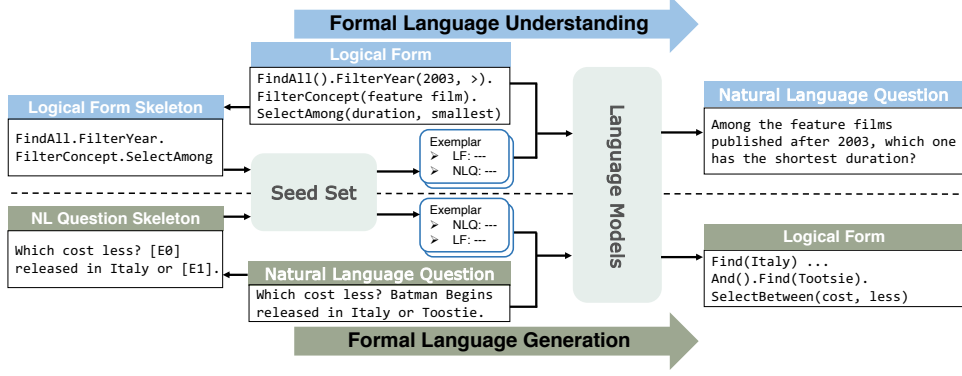 Formal Language Understanding
Logical Form
FindAll().FilterYear(2003, >).
FilterConcept(feature film).
SelectAmong(duration, smallest)
Logical Form Skeleton
FindAll.FilterYear.
FilterConcept.SelectAmong
Exemplar
➢ LF: ---
➢ NLQ: ---
Seed Set
Language Models
Natural Language Question
Among the feature films
published after 2003, which one
has the shortest duration?
NL Question Skeleton
Which cost less? [E0]
released in Italy or [E1].
Exemplar
➢ NLQ: ---
➢ LF: ---
Natural Language Question
Which cost less? Batman Begins
released in Italy or Toostie.
Logical Form
Find(Italy) ...
And().Find(Tootsie).
SelectBetween(cost, less)
Formal Language Generation